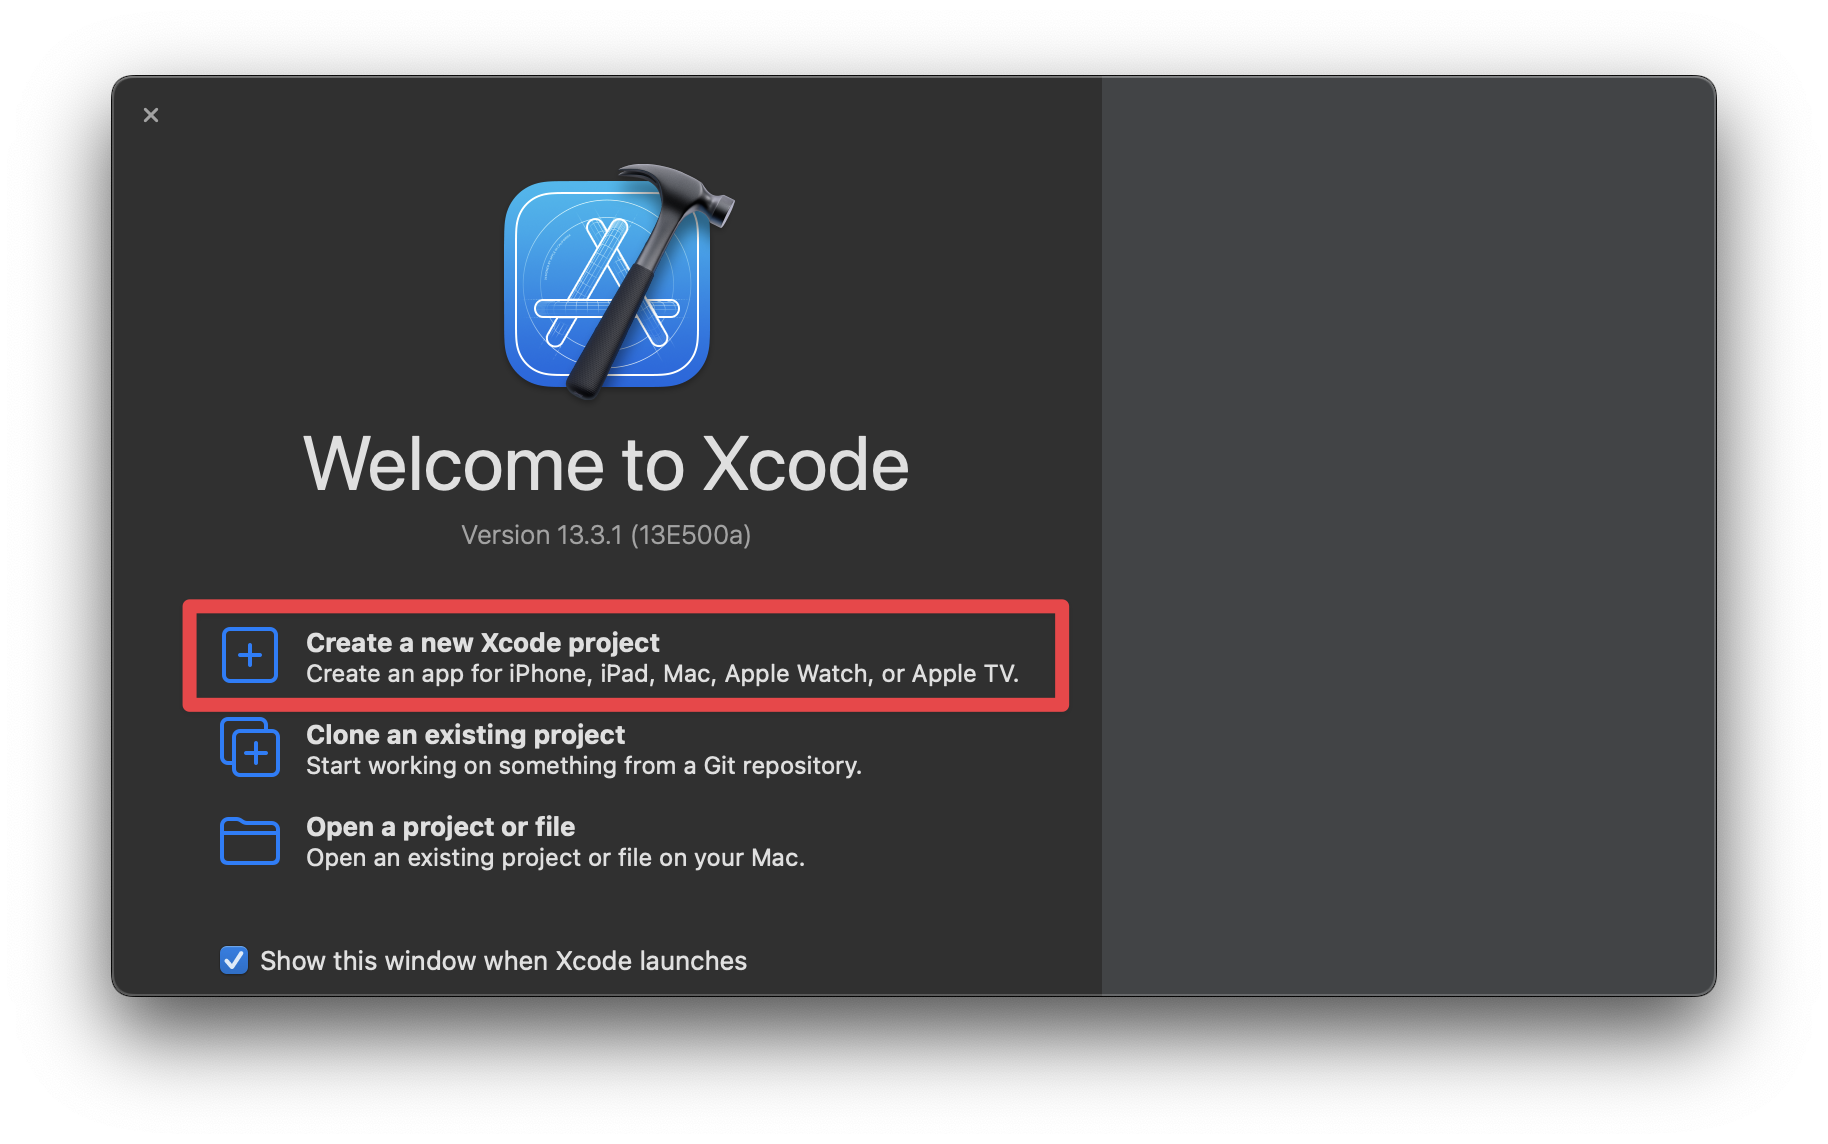 Welcome to Xcode
Version 13.3.1 (13E500a)
Create a new Xcode project
Create an app for iPhone, iPad, Mac, Apple Watch, or Apple TV.
Clone an existing project
Start working on something from a Git repository.
Open a project or file
Open an existing project or file on your Mac.
Show this window when Xcode launches